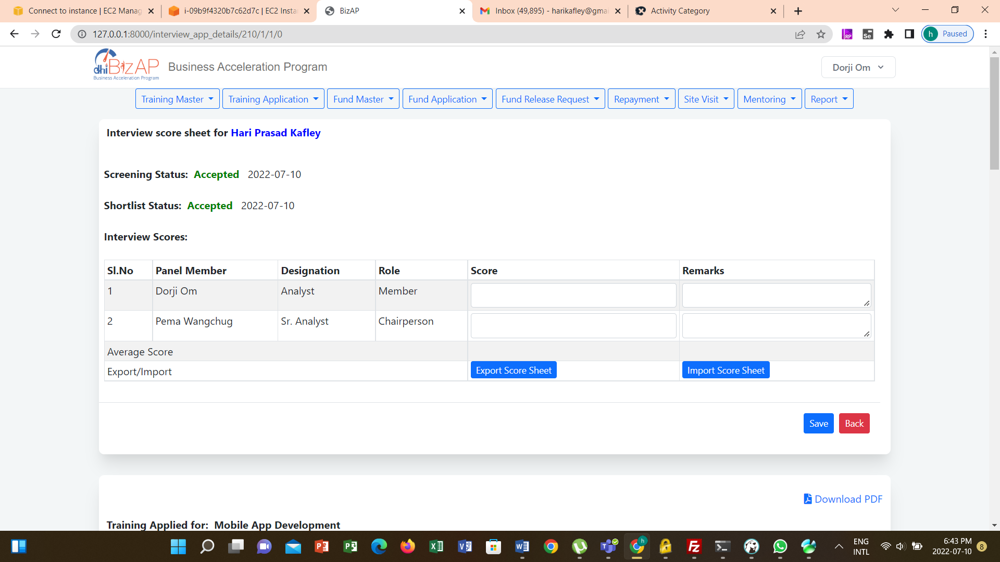 Connect to instance | EC2 Manag
i-09b9f4320b7c62d7c | EC2 Insta
BizAP
Inbox (49,895) - harikafley@gmai
Activity Category
127.0.0.1:8000/interview_app_details/210/1/1/0
RP
Se
h Paused
dhiBizAP
Business Acceleration Program
Business Acceleration Program
Dorji Om
Training Master
Training Application
Fund Master
Fund Application
Fund Release Request
Repayment
Site Visit
Mentoring
Report
Interview score sheet for Hari Prasad Kafley
Screening Status: Accepted 2022-07-10
Shortlist Status: Accepted 2022-07-10
Interview Scores:
Sl.No Panel Member Designation Role Score Remarks
1 Dorji Om Analyst Member
2 Pema Wangchug Sr. Analyst Chairperson
Average Score
Export/Import Export Score Sheet Import Score Sheet
Save Back
Download PDF
Training Applied for: Mobile App Development
ENG
INTL
6:43 PM
2022-07-10
8